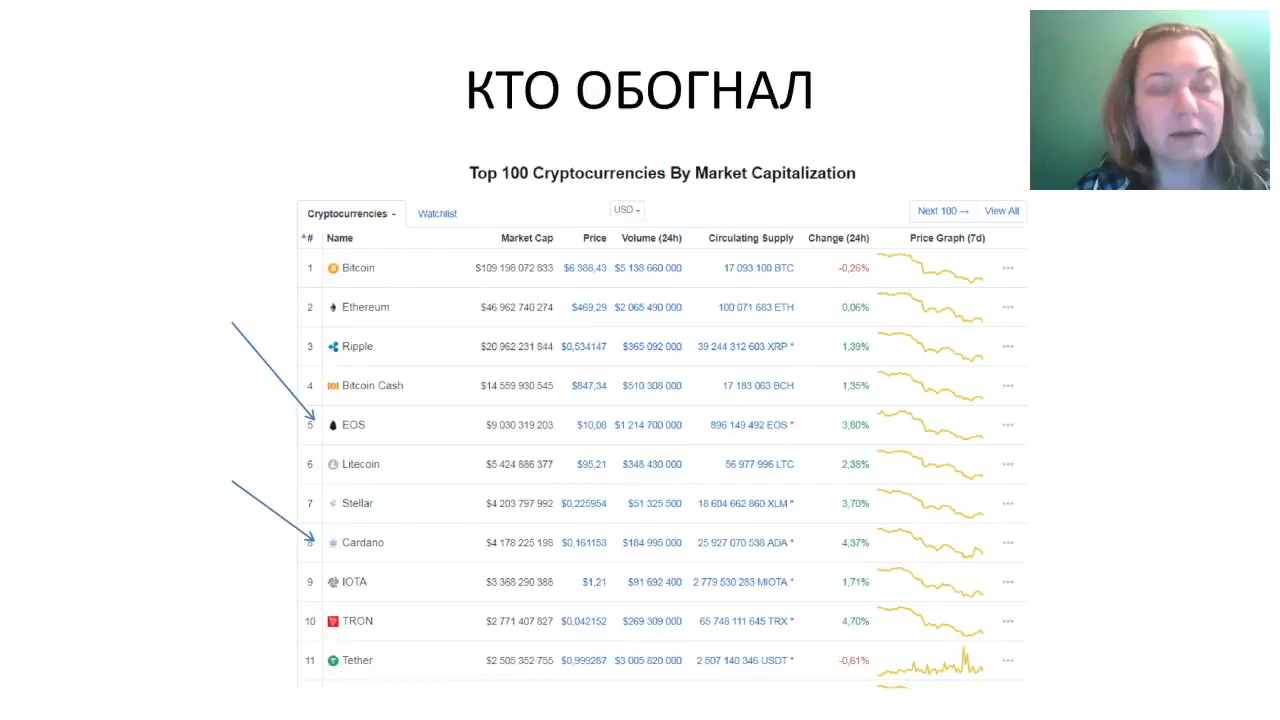 КТО ОБОГНАЛ
Top 100 Cryptocurrencies By Market Capitalization
Cryptocurrencies Watchlist USD Next 100 → View All
# Name Market Cap Price Volume (24h) Circulating Supply Change (24h) Price Graph (7d)
1 Bitcoin $109 198 072 833 $6 388,43 $5 138 660 000 17 093 100 BTC -0,26%
2 Ethereum $46 962 740 274 $469,29 $2 065 490 000 100 071 683 ETH 0,06%
3 Ripple $20 962 231 844 $0,534147 $365 092 000 39 244 312 603 XRP * 1,39%
4 Bitcoin Cash $14 559 930 545 $847,34 $510 308 000 17 183 063 BCH 1,35%
5 EOS $9 030 319 203 $10,08 $1 214 700 000 896 149 492 EOS * 3,80%
6 Litecoin $5 424 886 377 $95,21 $348 430 000 56 977 996 LTC 2,38%
7 Stellar $4 203 797 992 $0,225954 $51 325 500 18 604 662 860 XLM * 3,70%
8 Cardano $4 178 225 198 $0,161153 $184 995 000 25 927 070 538 ADA * 4,37%
9 IOTA $3 368 290 388 $1,21 $91 692 400 2 779 530 283 MIOTA * 1,71%
10 TRON $2 771 407 827 $0,042152 $269 309 000 65 748 111 645 TRX * 4,70%
11 Tether $2 505 352 755 $0,999287 $3 005 820 000 2 507 140 346 USDT * -0,61%